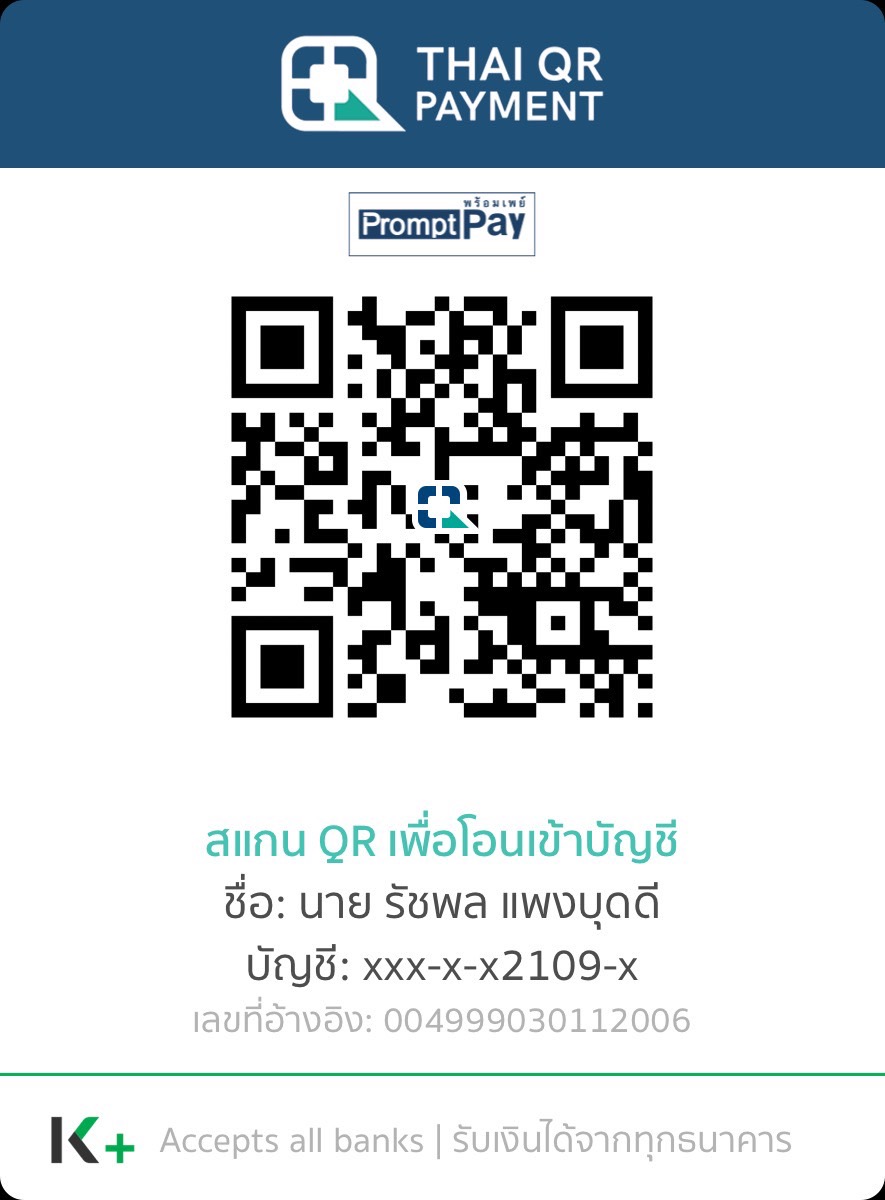 THAI QR
PAYMENT
พร้อมเพย์
PromptPay
สแกน QR เพื่อโอนเข้าบัญชี
ชื่อ: นาย รัชพล แพงบุดดี
บัญชี: xxx-x-x2109-x
เลขที่อ้างอิง: 004999030112006
K+ Accepts all banks | รับเงินได้จากทุกธนาคาร